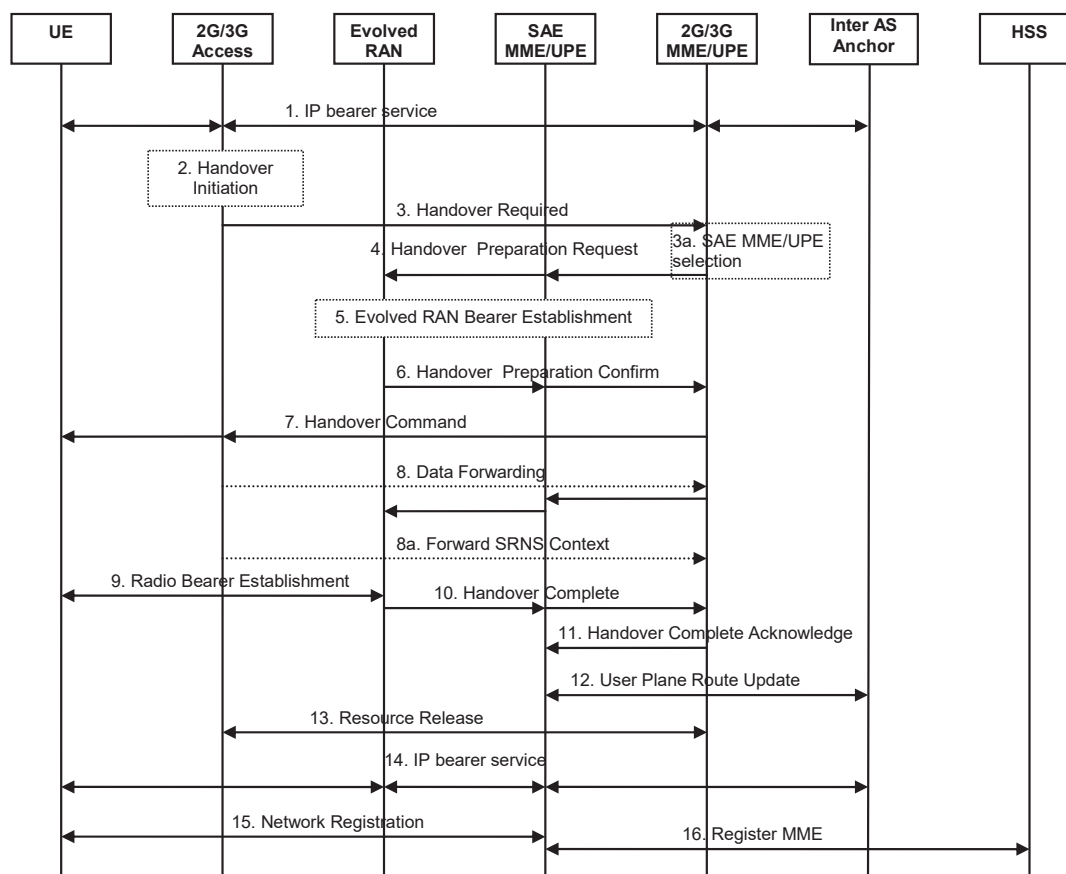 UE
2G/3G
Access
Evolved
RAN
SAE
MME/UPE
2G/3G
MME/UPE
Inter AS
Anchor
HSS
1. IP bearer service
2. Handover
Initiation
3. Handover Required
3a. SAE MME/UPE
selection
4. Handover  Preparation Request
5. Evolved RAN Bearer Establishment
6. Handover  Preparation Confirm
7. Handover Command
8. Data Forwarding
8a. Forward SRNS Context
9. Radio Bearer Establishment
10. Handover Complete
11. Handover Complete Acknowledge
12. User Plane Route Update
13. Resource Release
14. IP bearer service
15. Network Registration
16. Register MME